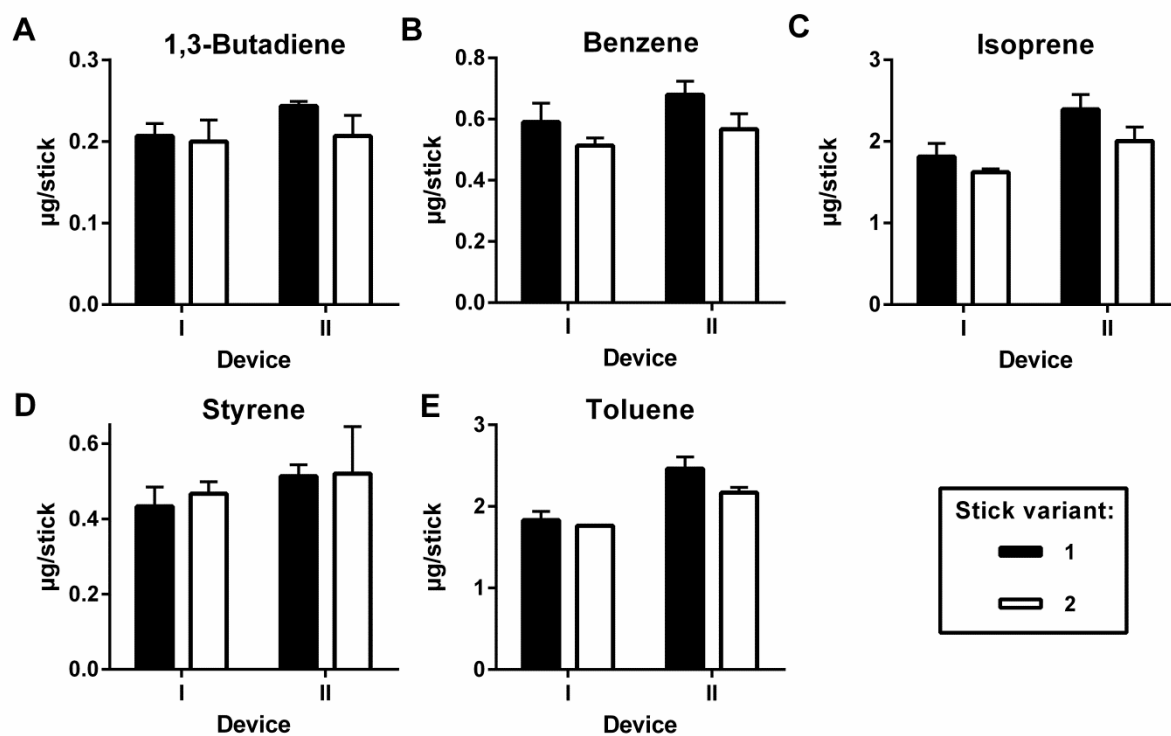 A
1,3-Butadiene
µg/stick
0.3
0.2
0.1
0.0
I
II
Device
B
Benzene
µg/stick
0.8
0.6
0.4
0.2
0.0
I
II
Device
C
Isoprene
µg/stick
3
2
1
0
I
II
Device
D
Styrene
µg/stick
0.6
0.4
0.2
0.0
I
II
Device
E
Toluene
µg/stick
3
2
1
0
I
II
Device
Stick variant:
1
2